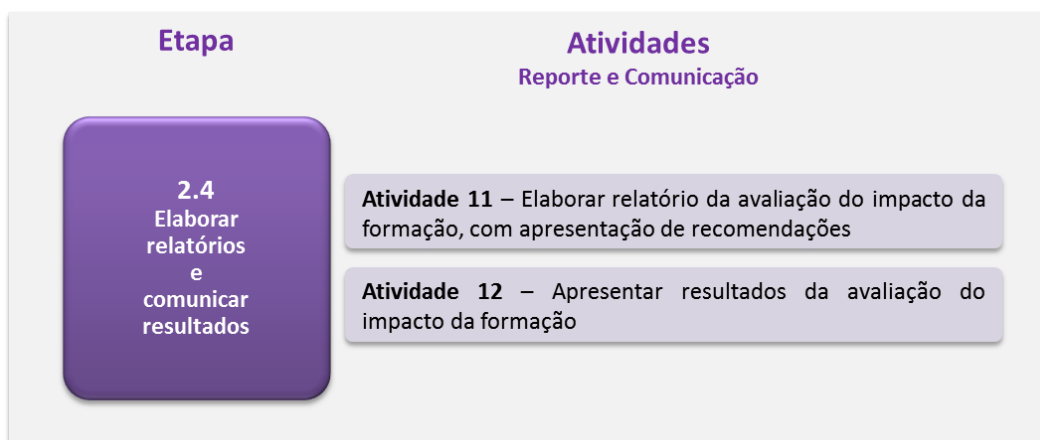 Etapa
Atividades
Reporte e Comunicação
2.4
Elaborar
relatórios
e
comunicar
resultados
Atividade 11 – Elaborar relatório da avaliação do impacto da
formação, com apresentação de recomendações
Atividade 12 – Apresentar resultados da avaliação do
impacto da formação